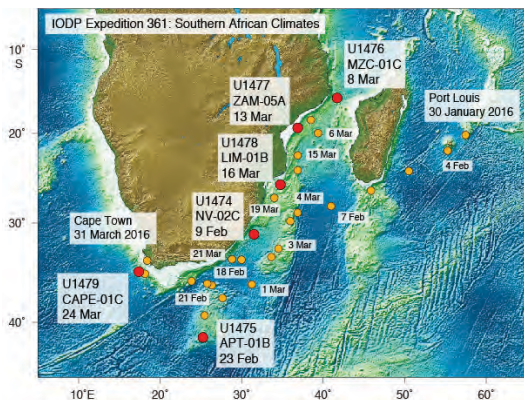 IODP Expedition 361: Southern African Climates
10°
S
20°
30°
40°
U1476
MZC-01C
8 Mar
U1477
ZAM-05A
13 Mar
Port Louis
30 January 2016
6 Mar
U1478
LIM-01B
16 Mar
15 Mar
4 Feb
U1474
NV-02C
9 Feb
19 Mar
4 Mar
7 Feb
Cape Town
31 March 2016
21 Mar
3 Mar
18 Feb
U1479
CAPE-01C
24 Mar
21 Feb
1 Mar
U1475
APT-01B
23 Feb
10°E
20°
30°
40°
50°
60°